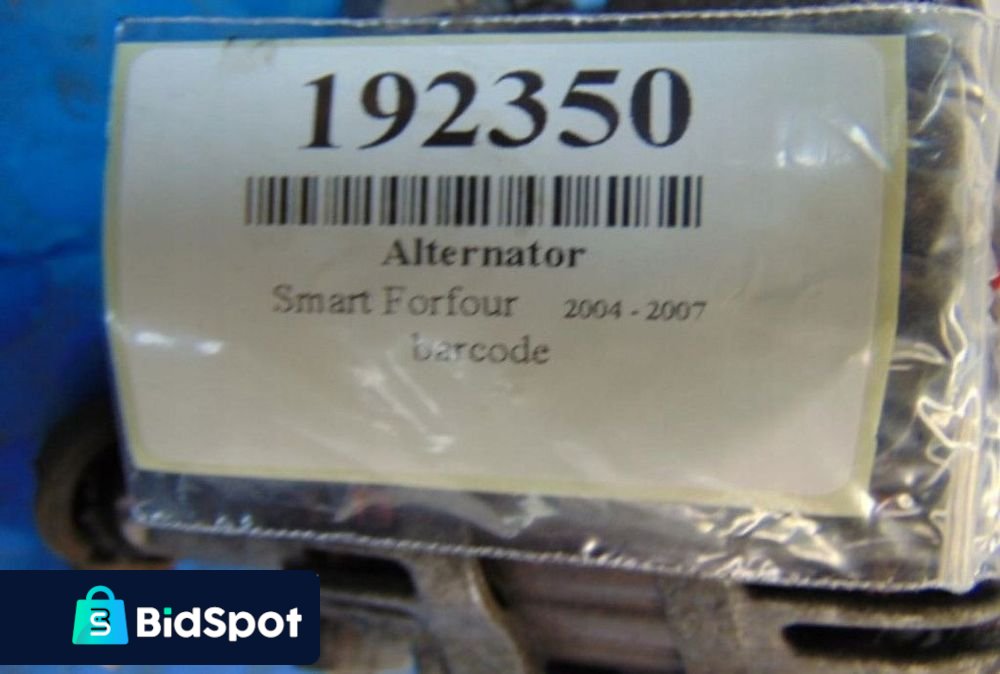 192350
Alternator
Smart Forfour 2004 - 2007
barcode
BidSpot